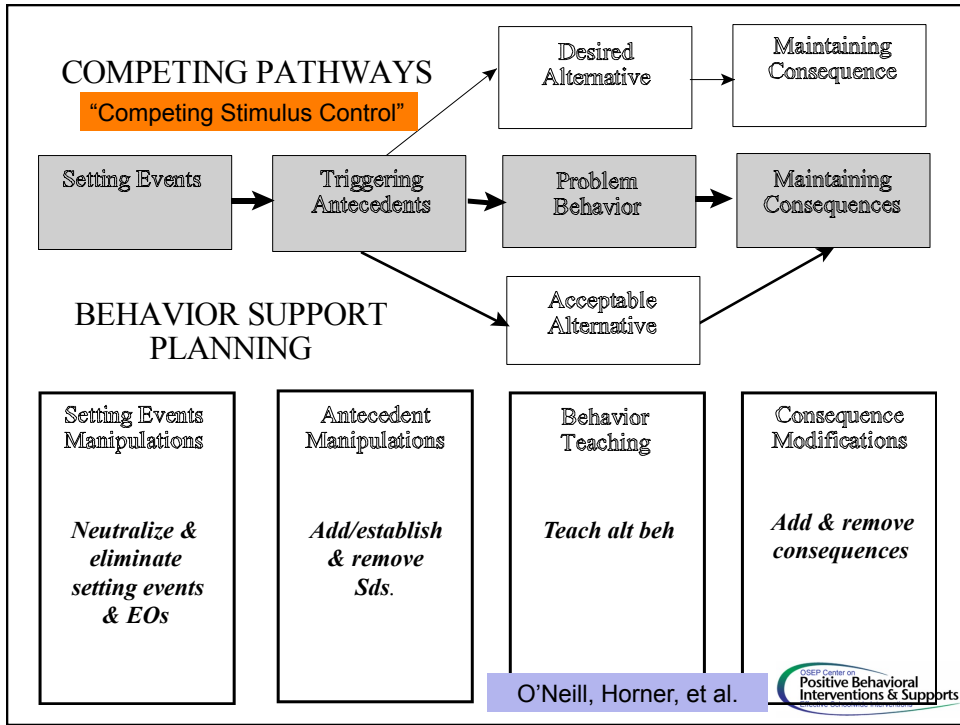 COMPETING PATHWAYS
“Competing Stimulus Control”
Desired
Alternative
Maintaining
Consequence
Setting Events
Triggering
Antecedents
Problem
Behavior
Maintaining
Consequences
Acceptable
Alternative
BEHAVIOR SUPPORT
PLANNING
Setting Events
Manipulations
Neutralize &
eliminate
setting events
& EOs
Antecedent
Manipulations
Add/establish
& remove
Sds.
Behavior
Teaching
Teach alt beh
Consequence
Modifications
Add & remove
consequences
O’Neill, Horner, et al.
OSEP Center on
Positive Behavioral
Interventions & Supports
Effective Schoolwide Interventions